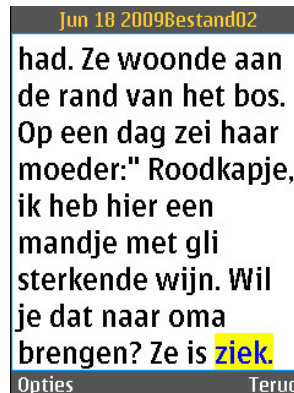 Jun 18 2009Bestand02
had. Ze woonde aan
de rand van het bos.
Op een dag zei haar
moeder:" Roodkapje,
ik heb hier een
mandje met gli
sterkende wijn. Wil
je dat naar oma
brengen? Ze is ziek.
Opties Terug